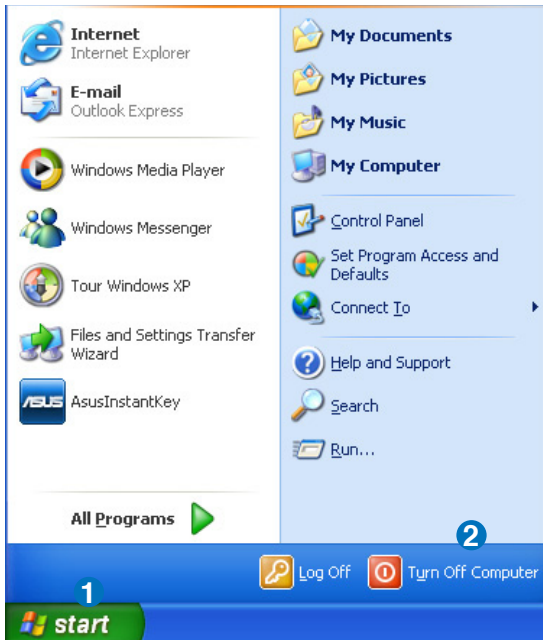 Internet
Internet Explorer
E-mail
Outlook Express
Windows Media Player
Windows Messenger
Tour Windows XP
Files and Settings Transfer
Wizard
ASUS AsusInstantKey
All Programs
My Documents
My Pictures
My Music
My Computer
Control Panel
Set Program Access and
Defaults
Connect To
Help and Support
Search
Run...
2
Log Off Turn Off Computer
1
start